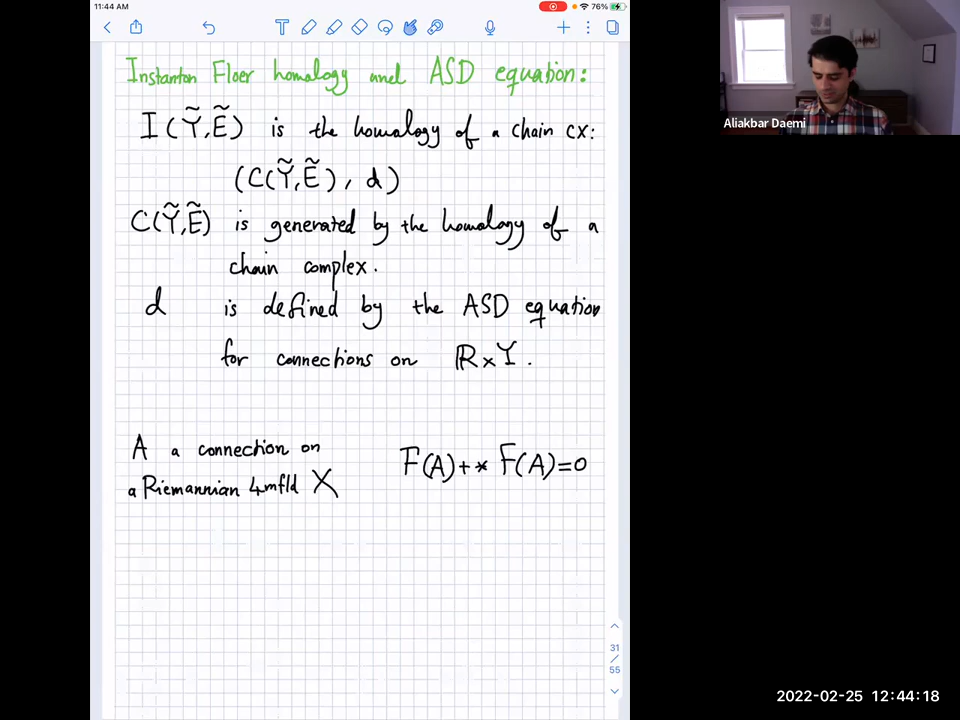 11:44 AM
76%
Instanton Floer homology and ASD equation:
I(Ỹ,Ẽ) is the homology of a chain cx:
(C(Ỹ,Ẽ), d)
C(Ỹ,Ẽ) is generated by the homology of a
chain complex.
d is defined by the ASD equation
for connections on ℝ×Y.
A a connection on
a Riemannian 4mfld X
F(A)+*F(A)=0
31
/
55
Aliakbar Daemi
2022-02-25 12:44:18